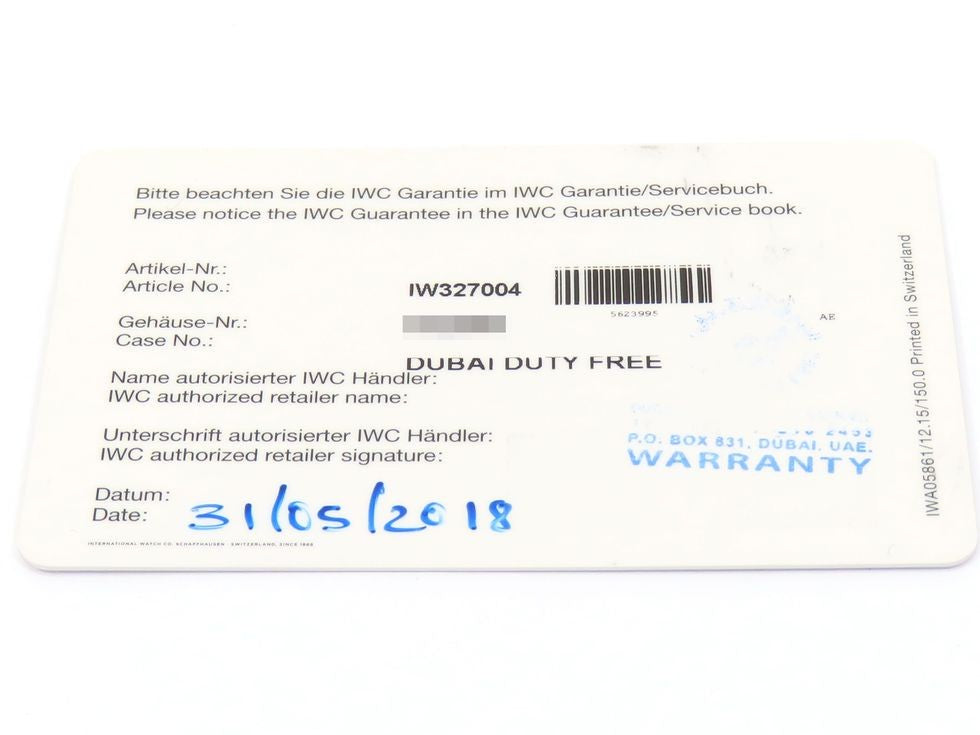 Bitte beachten Sie die IWC Garantie im IWC Garantie/Servicebuch.
Please notice the IWC Guarantee in the IWC Guarantee/Service book.
Artikel-Nr.:
Article No.:
IW327004
5623995
Gehäuse-Nr.:
Case No.:
AE
DUBAI DUTY FREE
Name autorisierter IWC Händler:
IWC authorized retailer name:
Unterschrift autorisierter IWC Händler:
IWC authorized retailer signature:
P.O. BOX 831, DUBAI, UAE.
WARRANTY
Datum:
Date:
31/05/2018
INTERNATIONAL WATCH CO. SCHAFFHAUSEN · SWITZERLAND, SINCE 1868
IWA05861/12.15/150.0 Printed in Switzerland